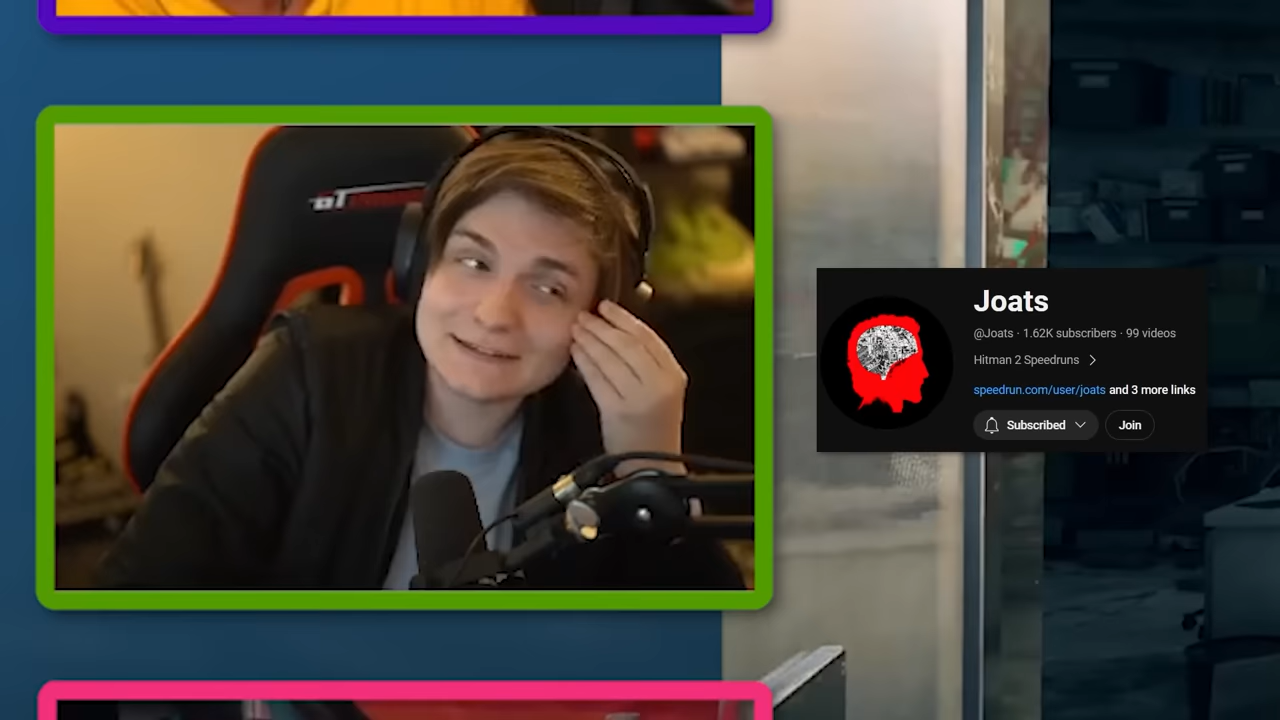 Joats
@Joats · 1.62K subscribers · 99 videos
Hitman 2 Speedruns
speedrun.com/user/joats and 3 more links
Subscribed
Join